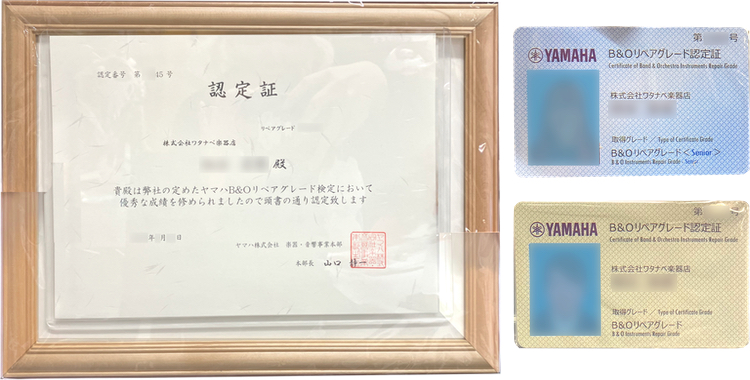 認定番号 第 15号
認定証
リペアグレード
株式会社ワタナベ楽器店
殿
貴殿は弊社の定めたヤマハB&Oリペアグレード検定において
優秀な成績を修められましたので頭書の通り認定致します
年 月 日
ヤマハ株式会社 楽器・音響事業本部
本部長 山口
第 号
YAMAHA
B&Oリペアグレード認定証
Certificate of Band & Orchestra Instruments Repair Grade
株式会社ワタナベ楽器店
取得グレード / Type of Certificate Grade
B&Oリペアグレード＜Senior＞
B & O Instruments Repair Grade - Senior
第 号
YAMAHA
B&Oリペアグレード認定証
Certificate of Band & Orchestra Instruments Repair Grade
株式会社ワタナベ楽器店
取得グレード / Type of Certificate Grade
B&Oリペアグレード
B & O Instruments Repair Grade